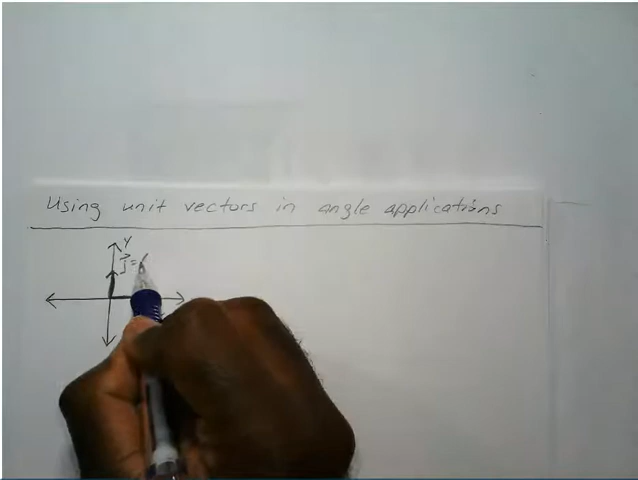 Using unit vectors in angle applications
Y
j = (